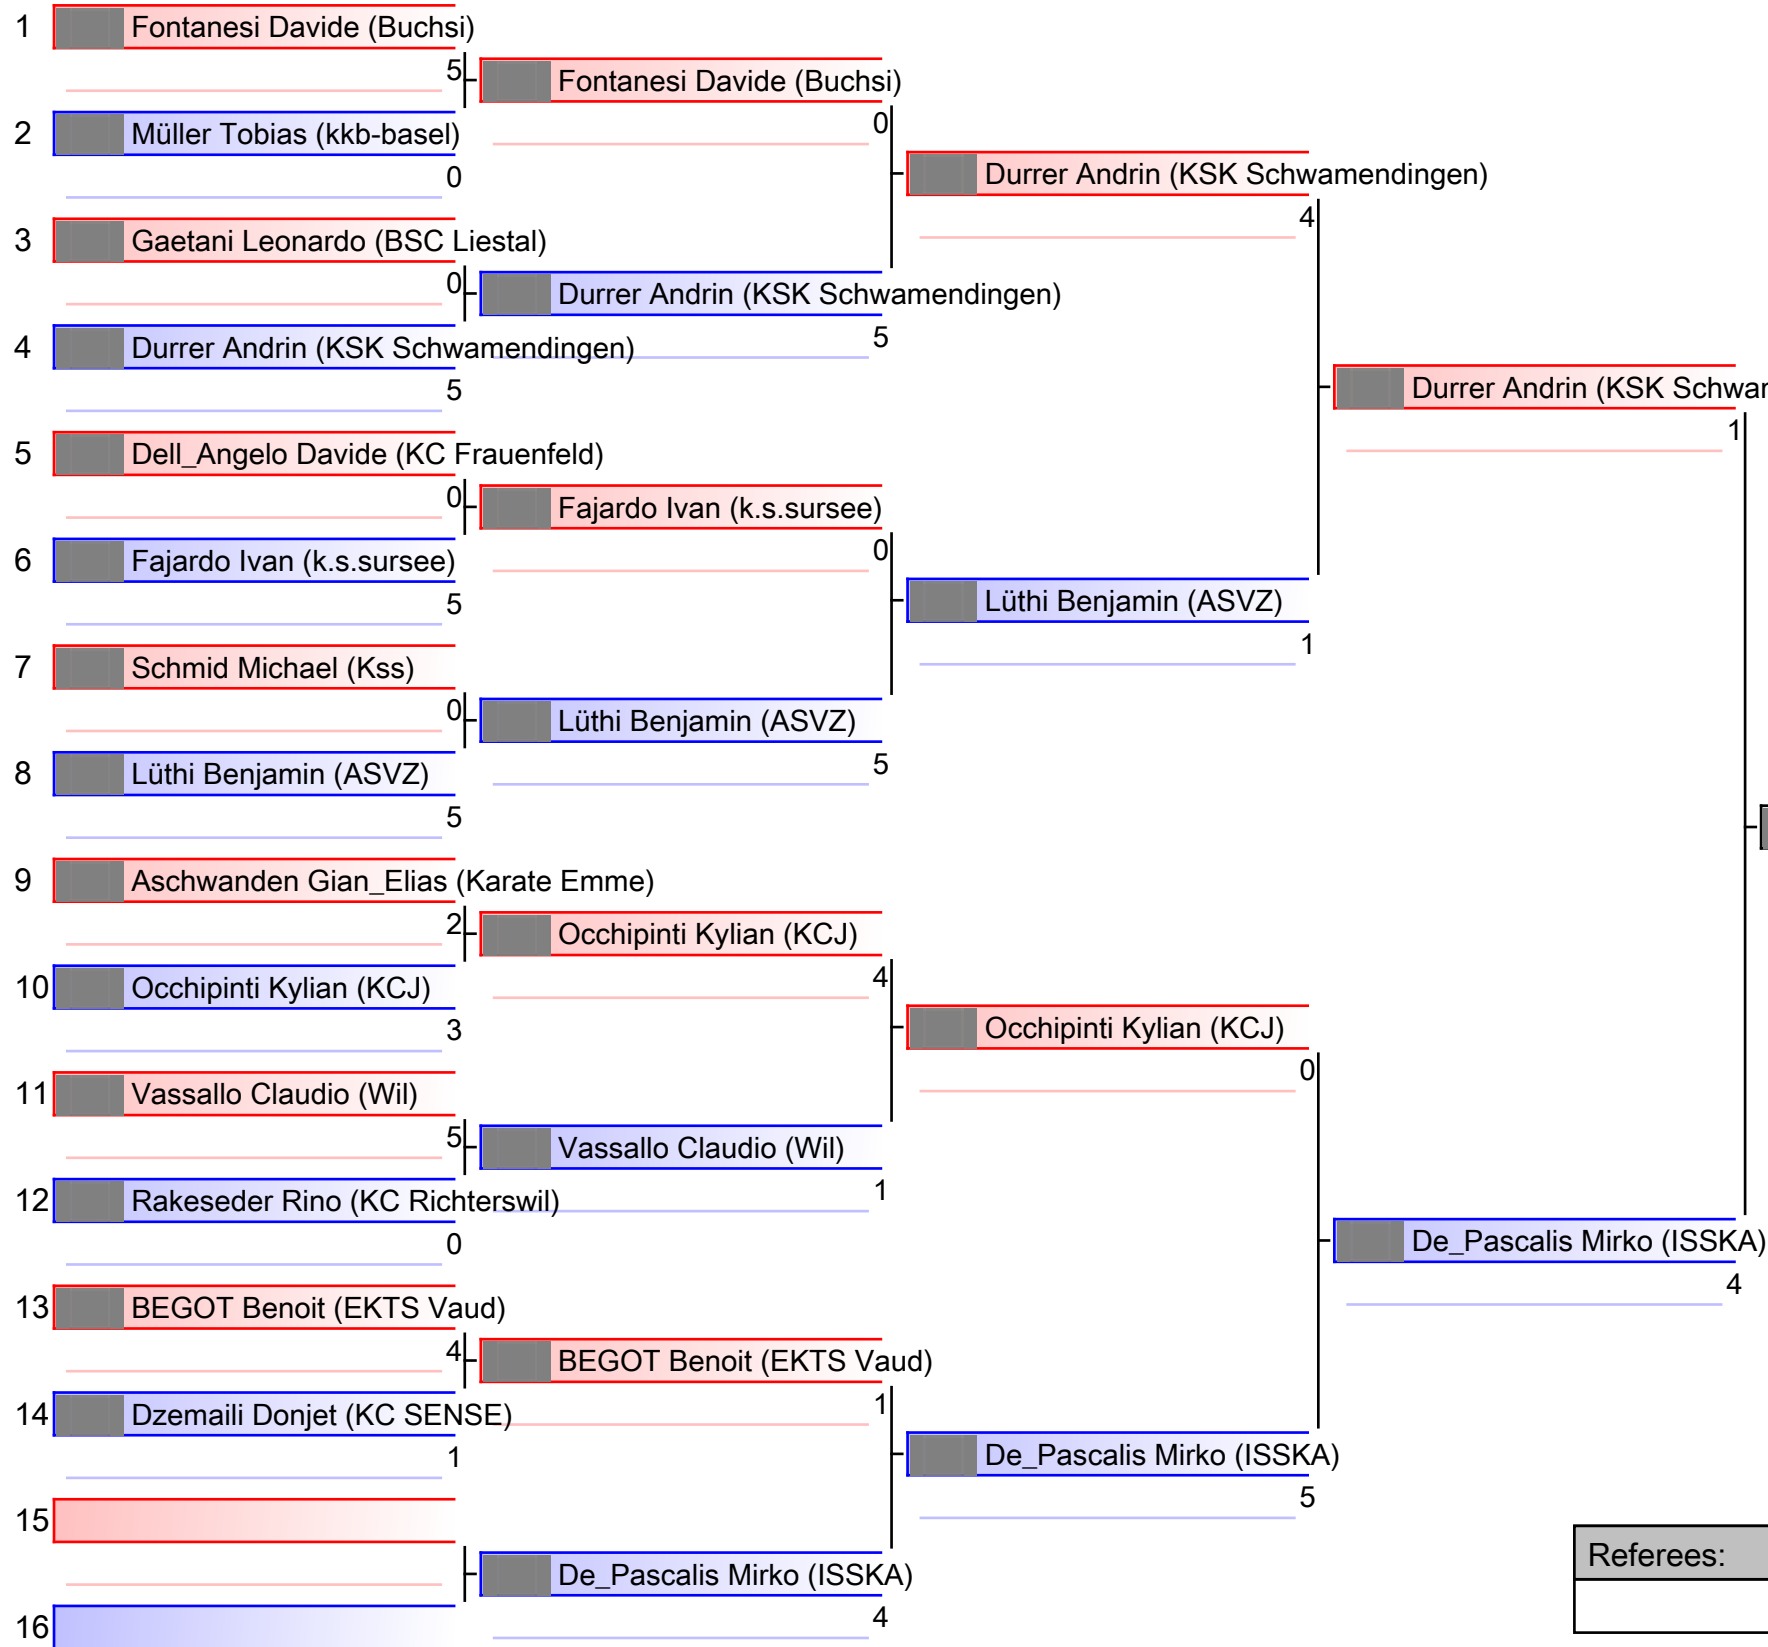 1 Fontanesi Davide (Buchsi)
5
2 Müller Tobias (kkb-basel)
0
3 Gaetani Leonardo (BSC Liestal)
0
4 Durrer Andrin (KSK Schwamendingen)
5
5 Dell_Angelo Davide (KC Frauenfeld)
0
6 Fajardo Ivan (k.s.sursee)
5
7 Schmid Michael (Kss)
0
8 Lüthi Benjamin (ASVZ)
5
9 Aschwanden Gian_Elias (Karate Emme)
2
10 Occhipinti Kylian (KCJ)
3
11 Vassallo Claudio (Wil)
5
12 Rakeseder Rino (KC Richterswil)
0
13 BEGOT Benoit (EKTS Vaud)
4
14 Dzemaili Donjet (KC SENSE)
1
15
16
Fontanesi Davide (Buchsi)
0
Durrer Andrin (KSK Schwamendingen)
5
Fajardo Ivan (k.s.sursee)
0
Lüthi Benjamin (ASVZ)
5
Occhipinti Kylian (KCJ)
4
Vassallo Claudio (Wil)
1
BEGOT Benoit (EKTS Vaud)
1
De_Pascalis Mirko (ISSKA)
4
Durrer Andrin (KSK Schwamendingen)
4
Lüthi Benjamin (ASVZ)
1
Occhipinti Kylian (KCJ)
0
De_Pascalis Mirko (ISSKA)
5
Durrer Andrin (KSK
1
De_Pascalis Mirko (ISSKA)
4
Referees: